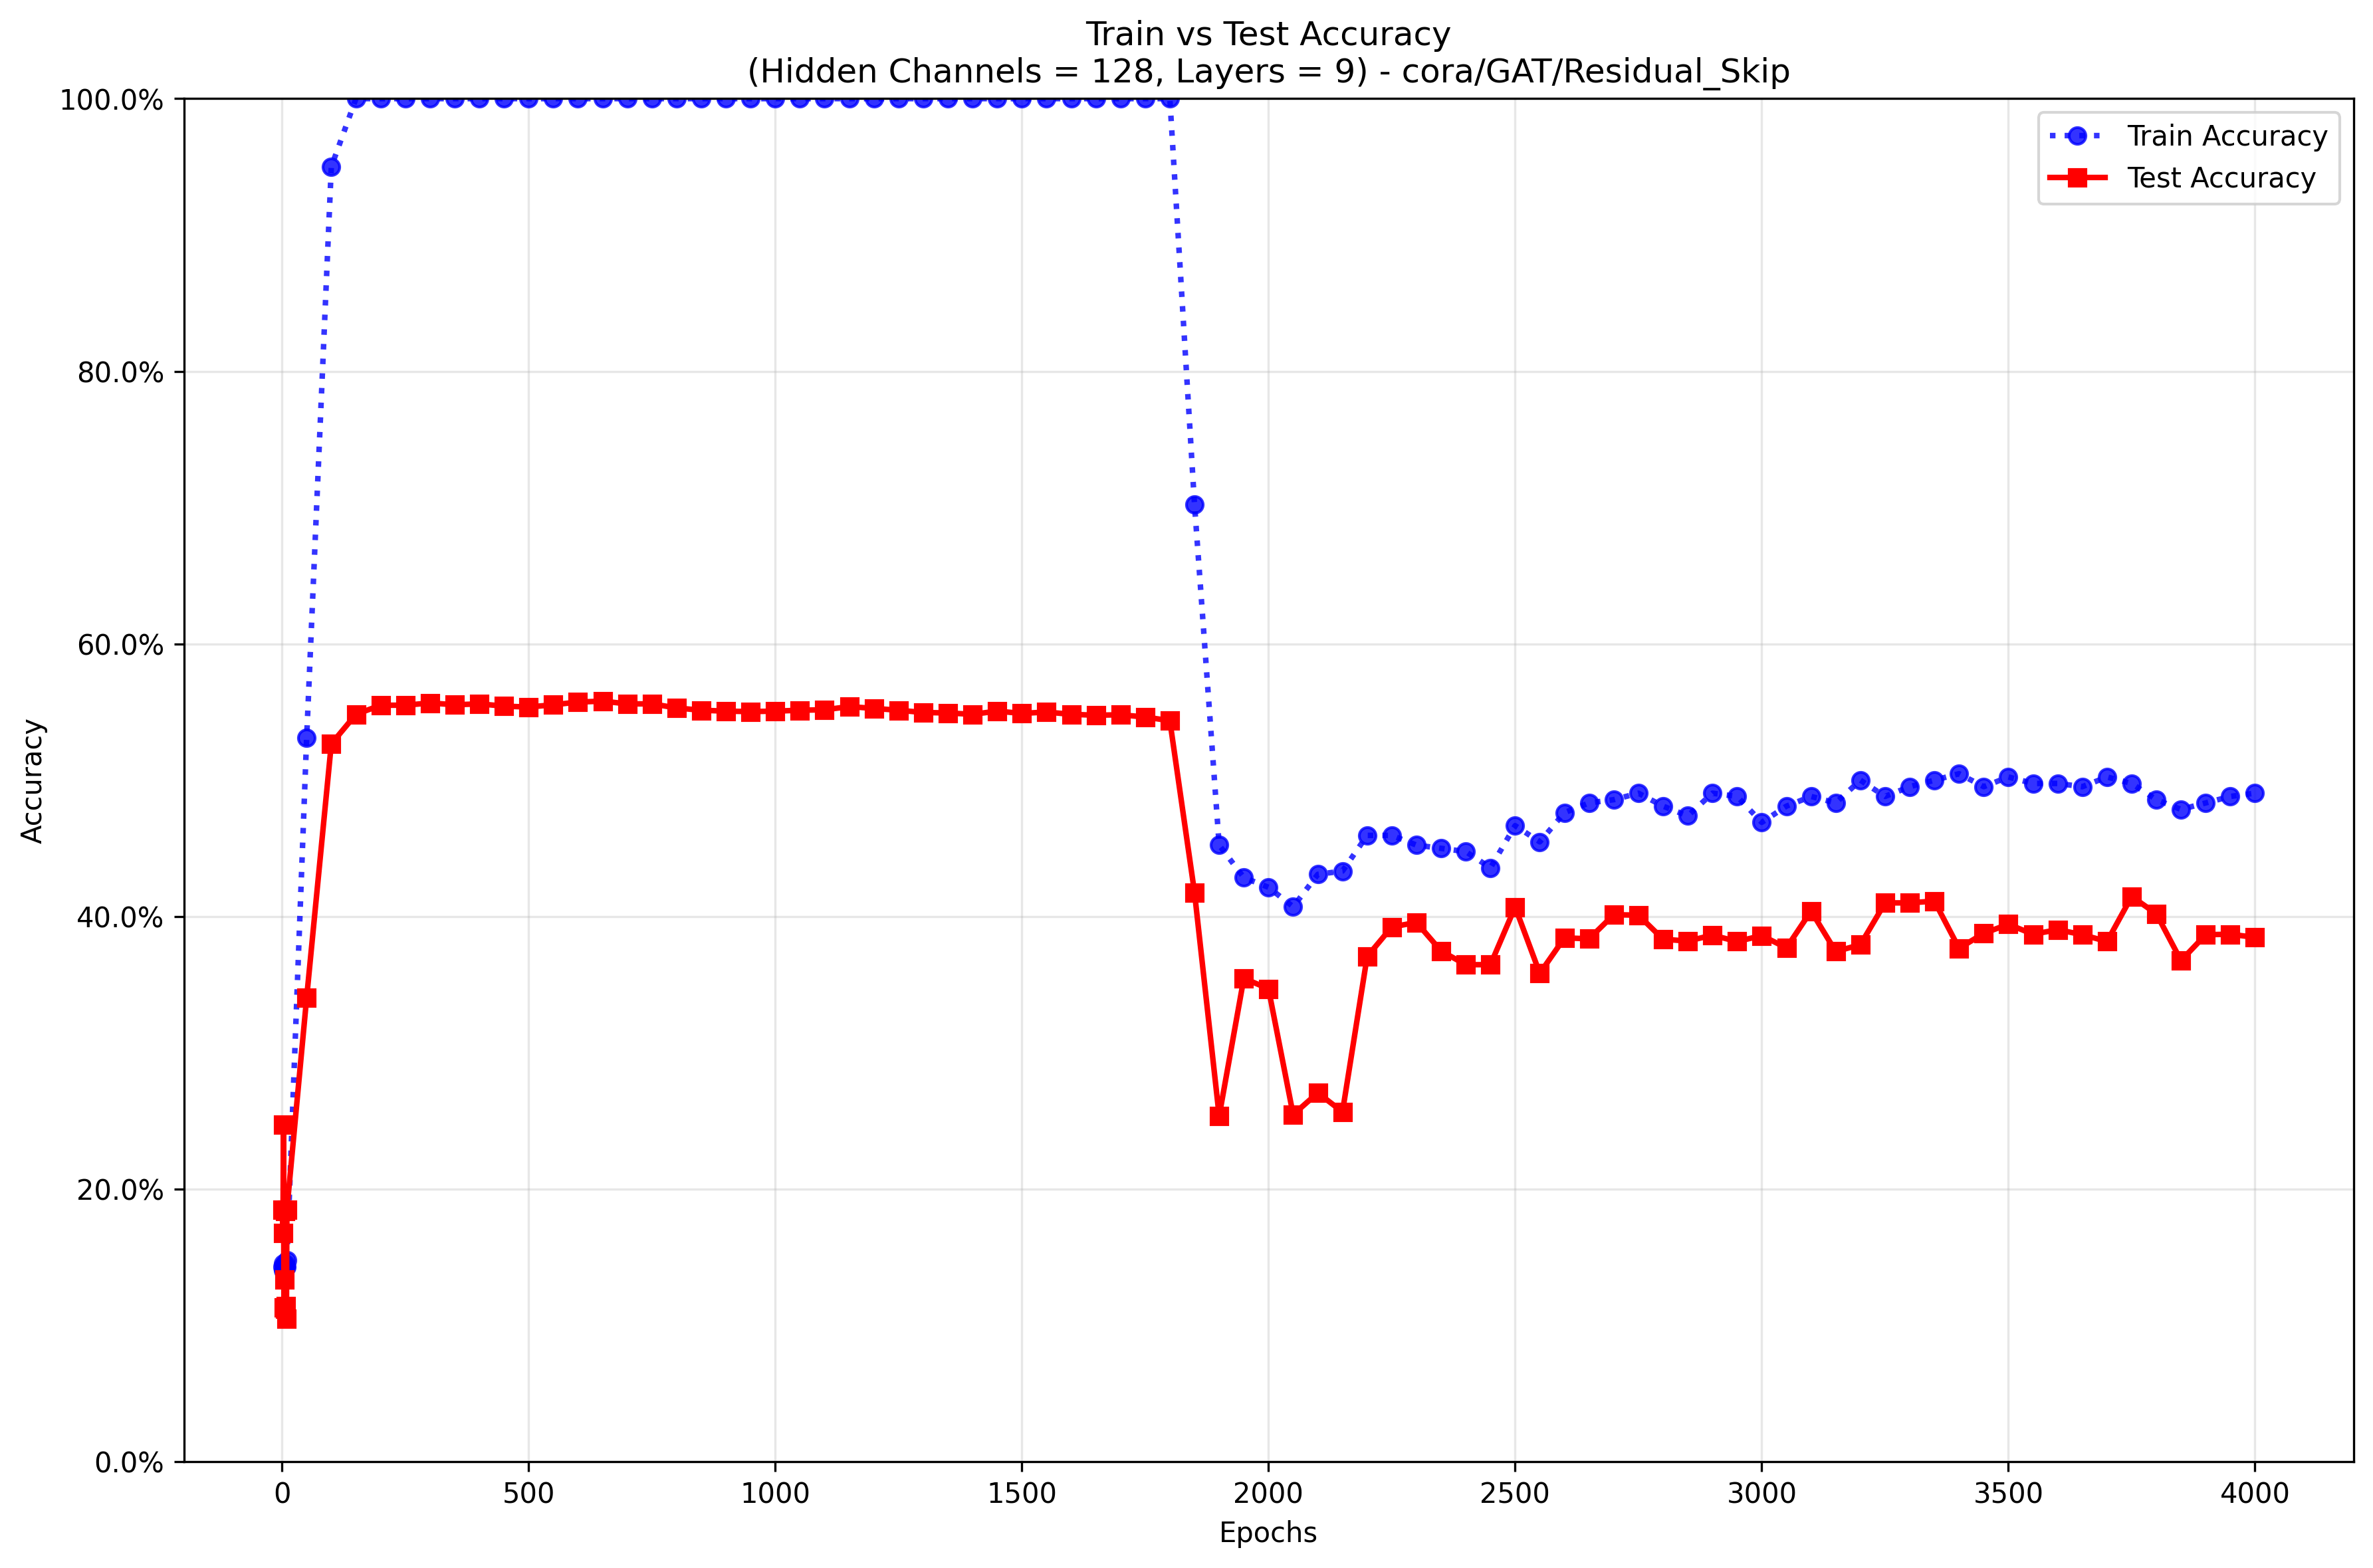 Train vs Test Accuracy
(Hidden Channels = 128, Layers = 9) - cora/GAT/Residual_Skip
100.0%
80.0%
60.0%
40.0%
20.0%
0.0%
Accuracy
Train Accuracy
Test Accuracy
0
500
1000
1500
2000
2500
3000
3500
4000
Epochs